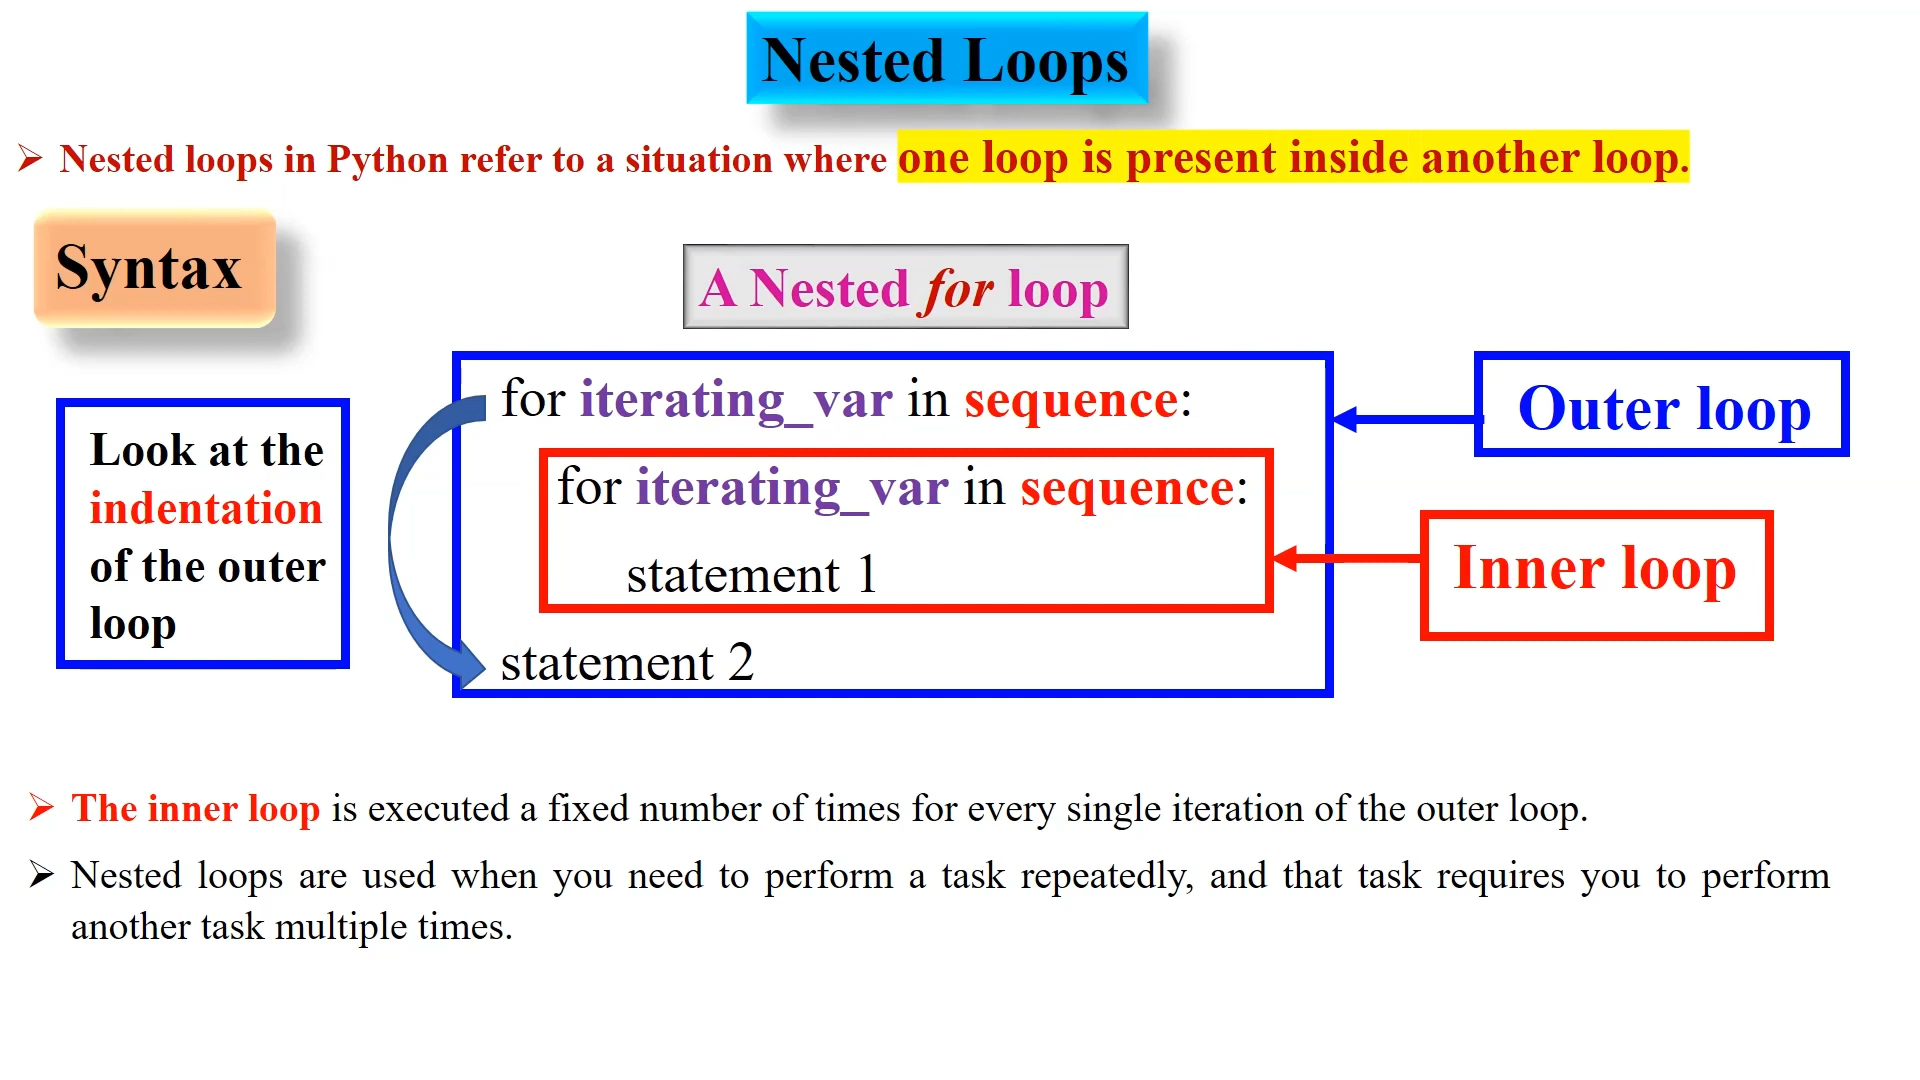 Nested Loops
➢ Nested loops in Python refer to a situation where one loop is present inside another loop.
Syntax
A Nested for loop
Look at the
indentation
of the outer
loop
for iterating_var in sequence:
for iterating_var in sequence:
statement 1
statement 2
Outer loop
Inner loop
➢ The inner loop is executed a fixed number of times for every single iteration of the outer loop.
➢ Nested loops are used when you need to perform a task repeatedly, and that task requires you to perform
another task multiple times.